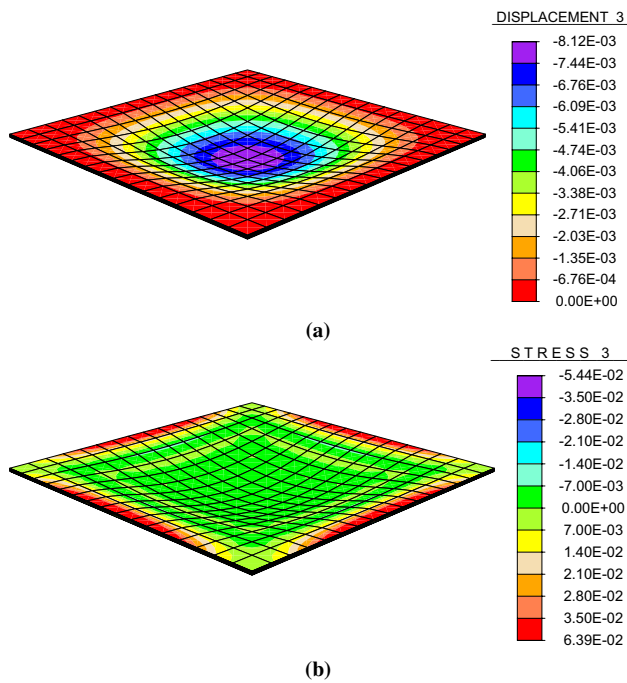 DISPLACEMENT 3
-8.12E-03
-7.44E-03
-6.76E-03
-6.09E-03
-5.41E-03
-4.74E-03
-4.06E-03
-3.38E-03
-2.71E-03
-2.03E-03
-1.35E-03
-6.76E-04
0.00E+00
(a)
STRESS 3
-5.44E-02
-3.50E-02
-2.80E-02
-2.10E-02
-1.40E-02
-7.00E-03
0.00E+00
7.00E-03
1.40E-02
2.10E-02
2.80E-02
3.50E-02
6.39E-02
(b)